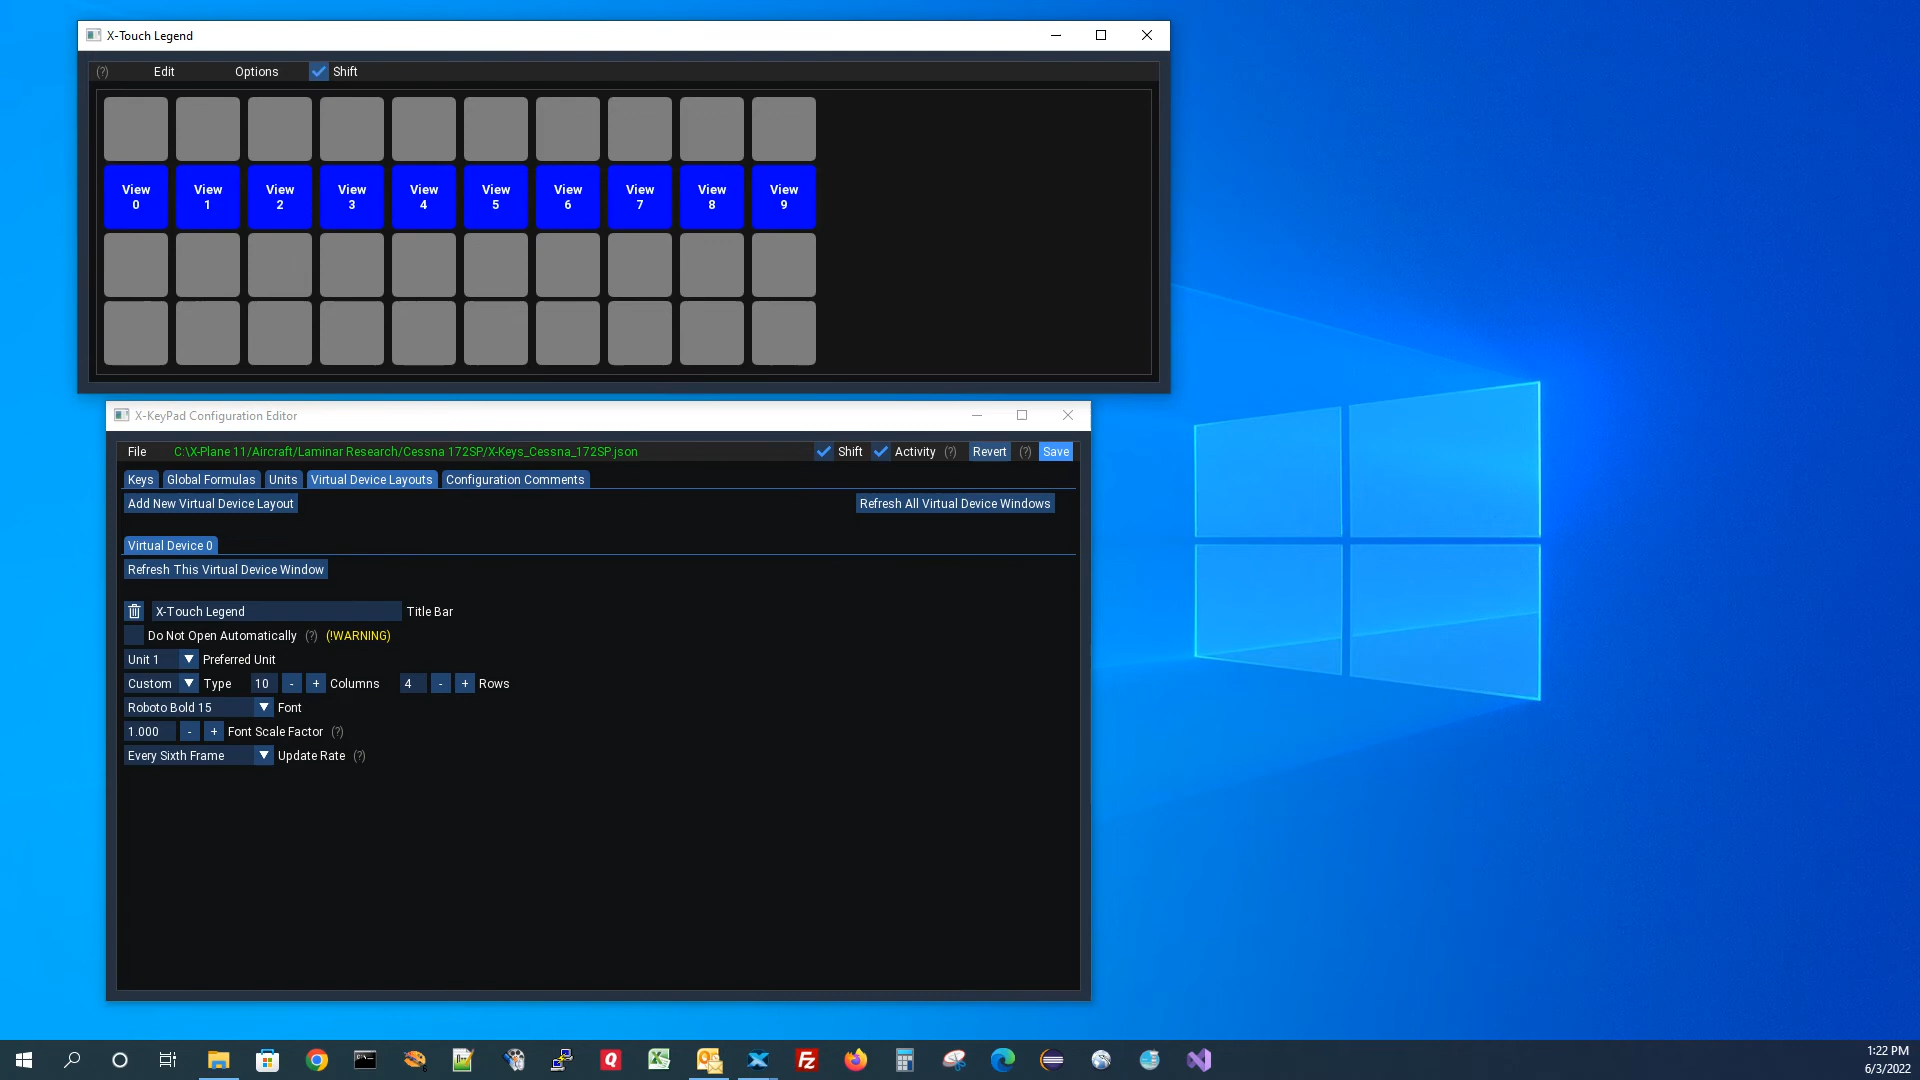 X-Touch Legend
(?) Edit Options Shift
View 0 View 1 View 2 View 3 View 4 View 5 View 6 View 7 View 8 View 9
X-KeyPad Configuration Editor
File C:\X-Plane 11/Aircraft/Laminar Research/Cessna 172SP/X-Keys_Cessna_172SP.json Shift Activity (?) Revert (?) Save
Keys Global Formulas Units Virtual Device Layouts Configuration Comments
Add New Virtual Device Layout Refresh All Virtual Device Windows
Virtual Device 0
Refresh This Virtual Device Window
X-Touch Legend Title Bar
Do Not Open Automatically (?) (!WARNING)
Unit 1 Preferred Unit
Custom Type 10 - + Columns 4 - + Rows
Roboto Bold 15 Font
1.000 - + Font Scale Factor (?)
Every Sixth Frame Update Rate (?)
1:22 PM
6/3/2022